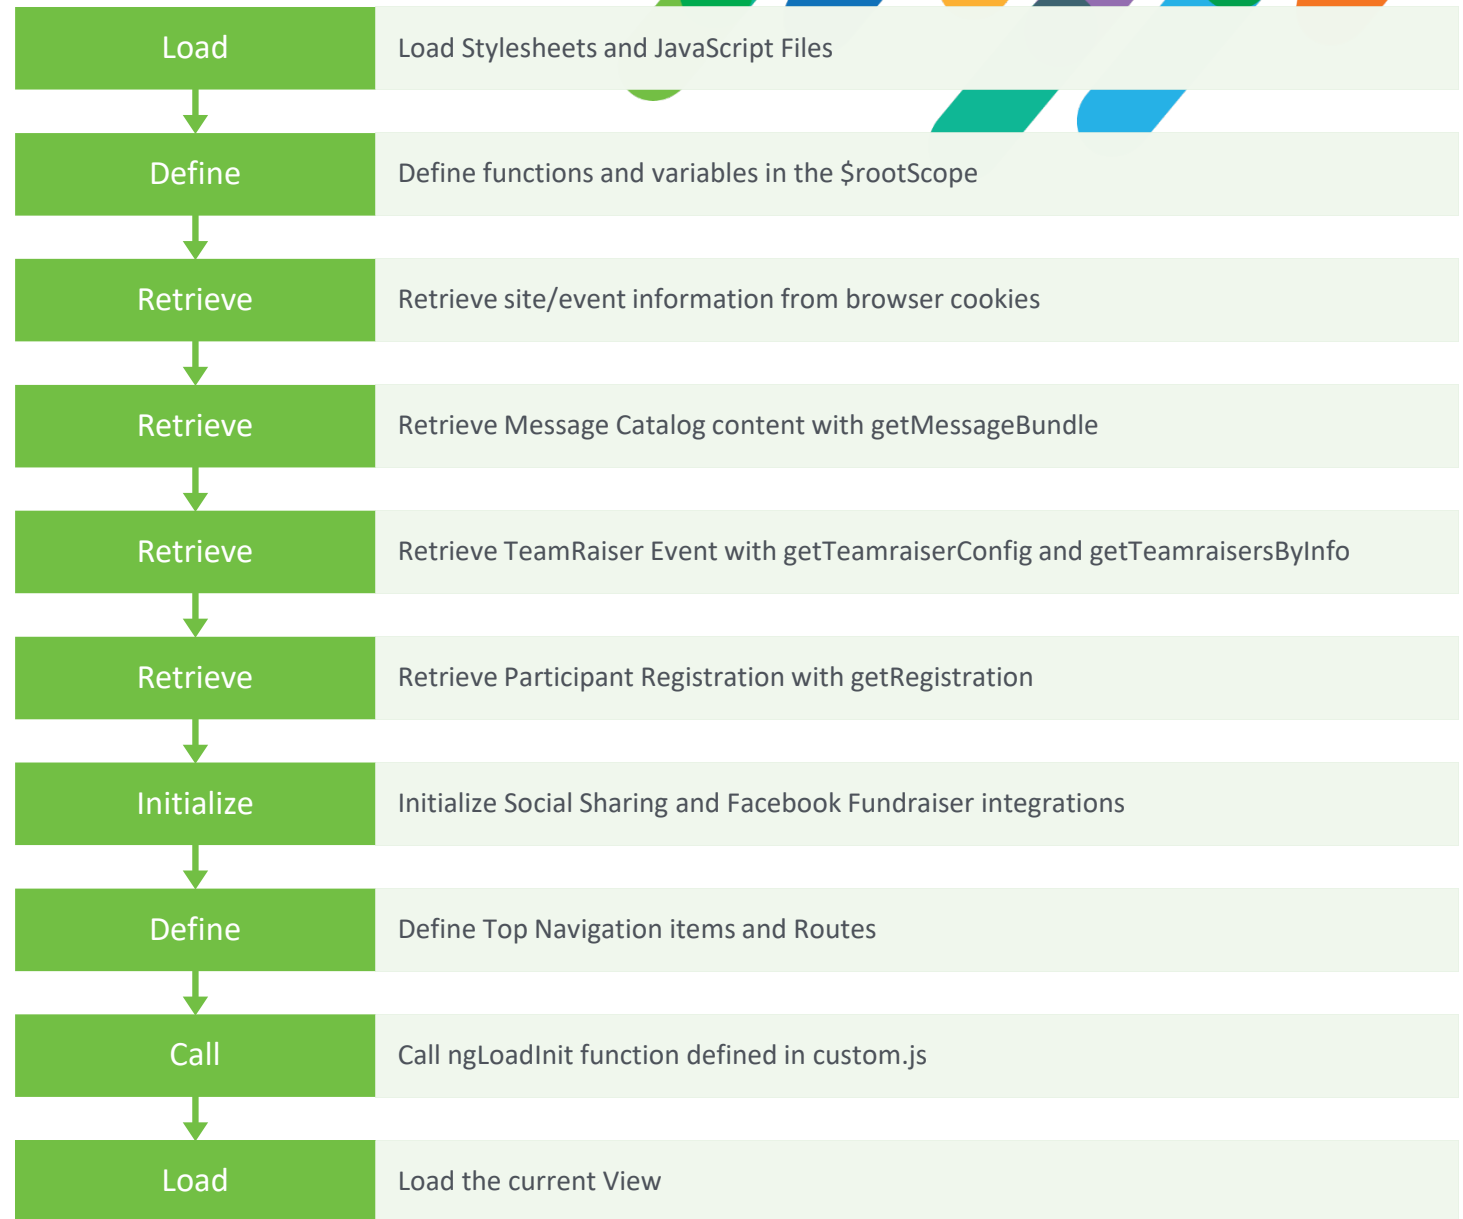 Load
Load Stylesheets and JavaScript Files
Define
Define functions and variables in the $rootScope
Retrieve
Retrieve site/event information from browser cookies
Retrieve
Retrieve Message Catalog content with getMessageBundle
Retrieve
Retrieve TeamRaiser Event with getTeamraiserConfig and getTeamraisersByInfo
Retrieve
Retrieve Participant Registration with getRegistration
Initialize
Initialize Social Sharing and Facebook Fundraiser integrations
Define
Define Top Navigation items and Routes
Call
Call ngLoadInit function defined in custom.js
Load
Load the current View